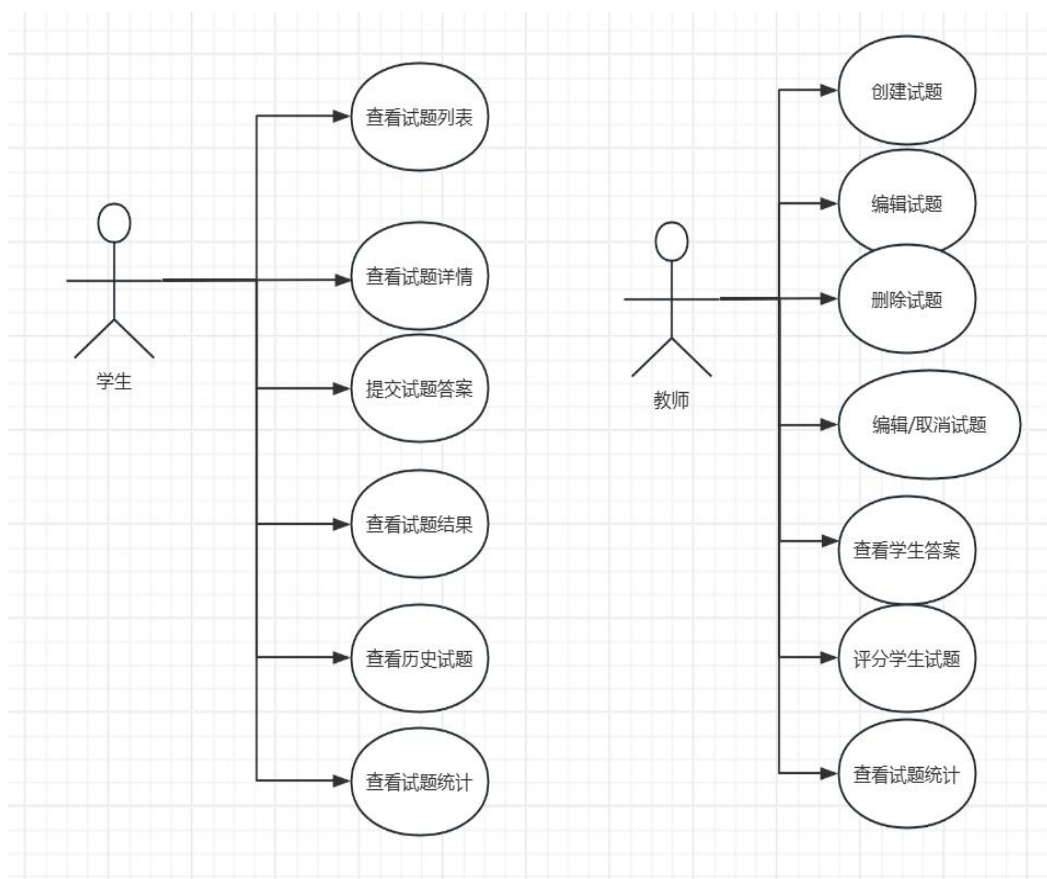 查看试题列表
查看试题详情
提交试题答案
查看试题结果
查看历史试题
查看试题统计
学生
创建试题
编辑试题
删除试题
编辑/取消试题
查看学生答案
评分学生试题
查看试题统计
教师